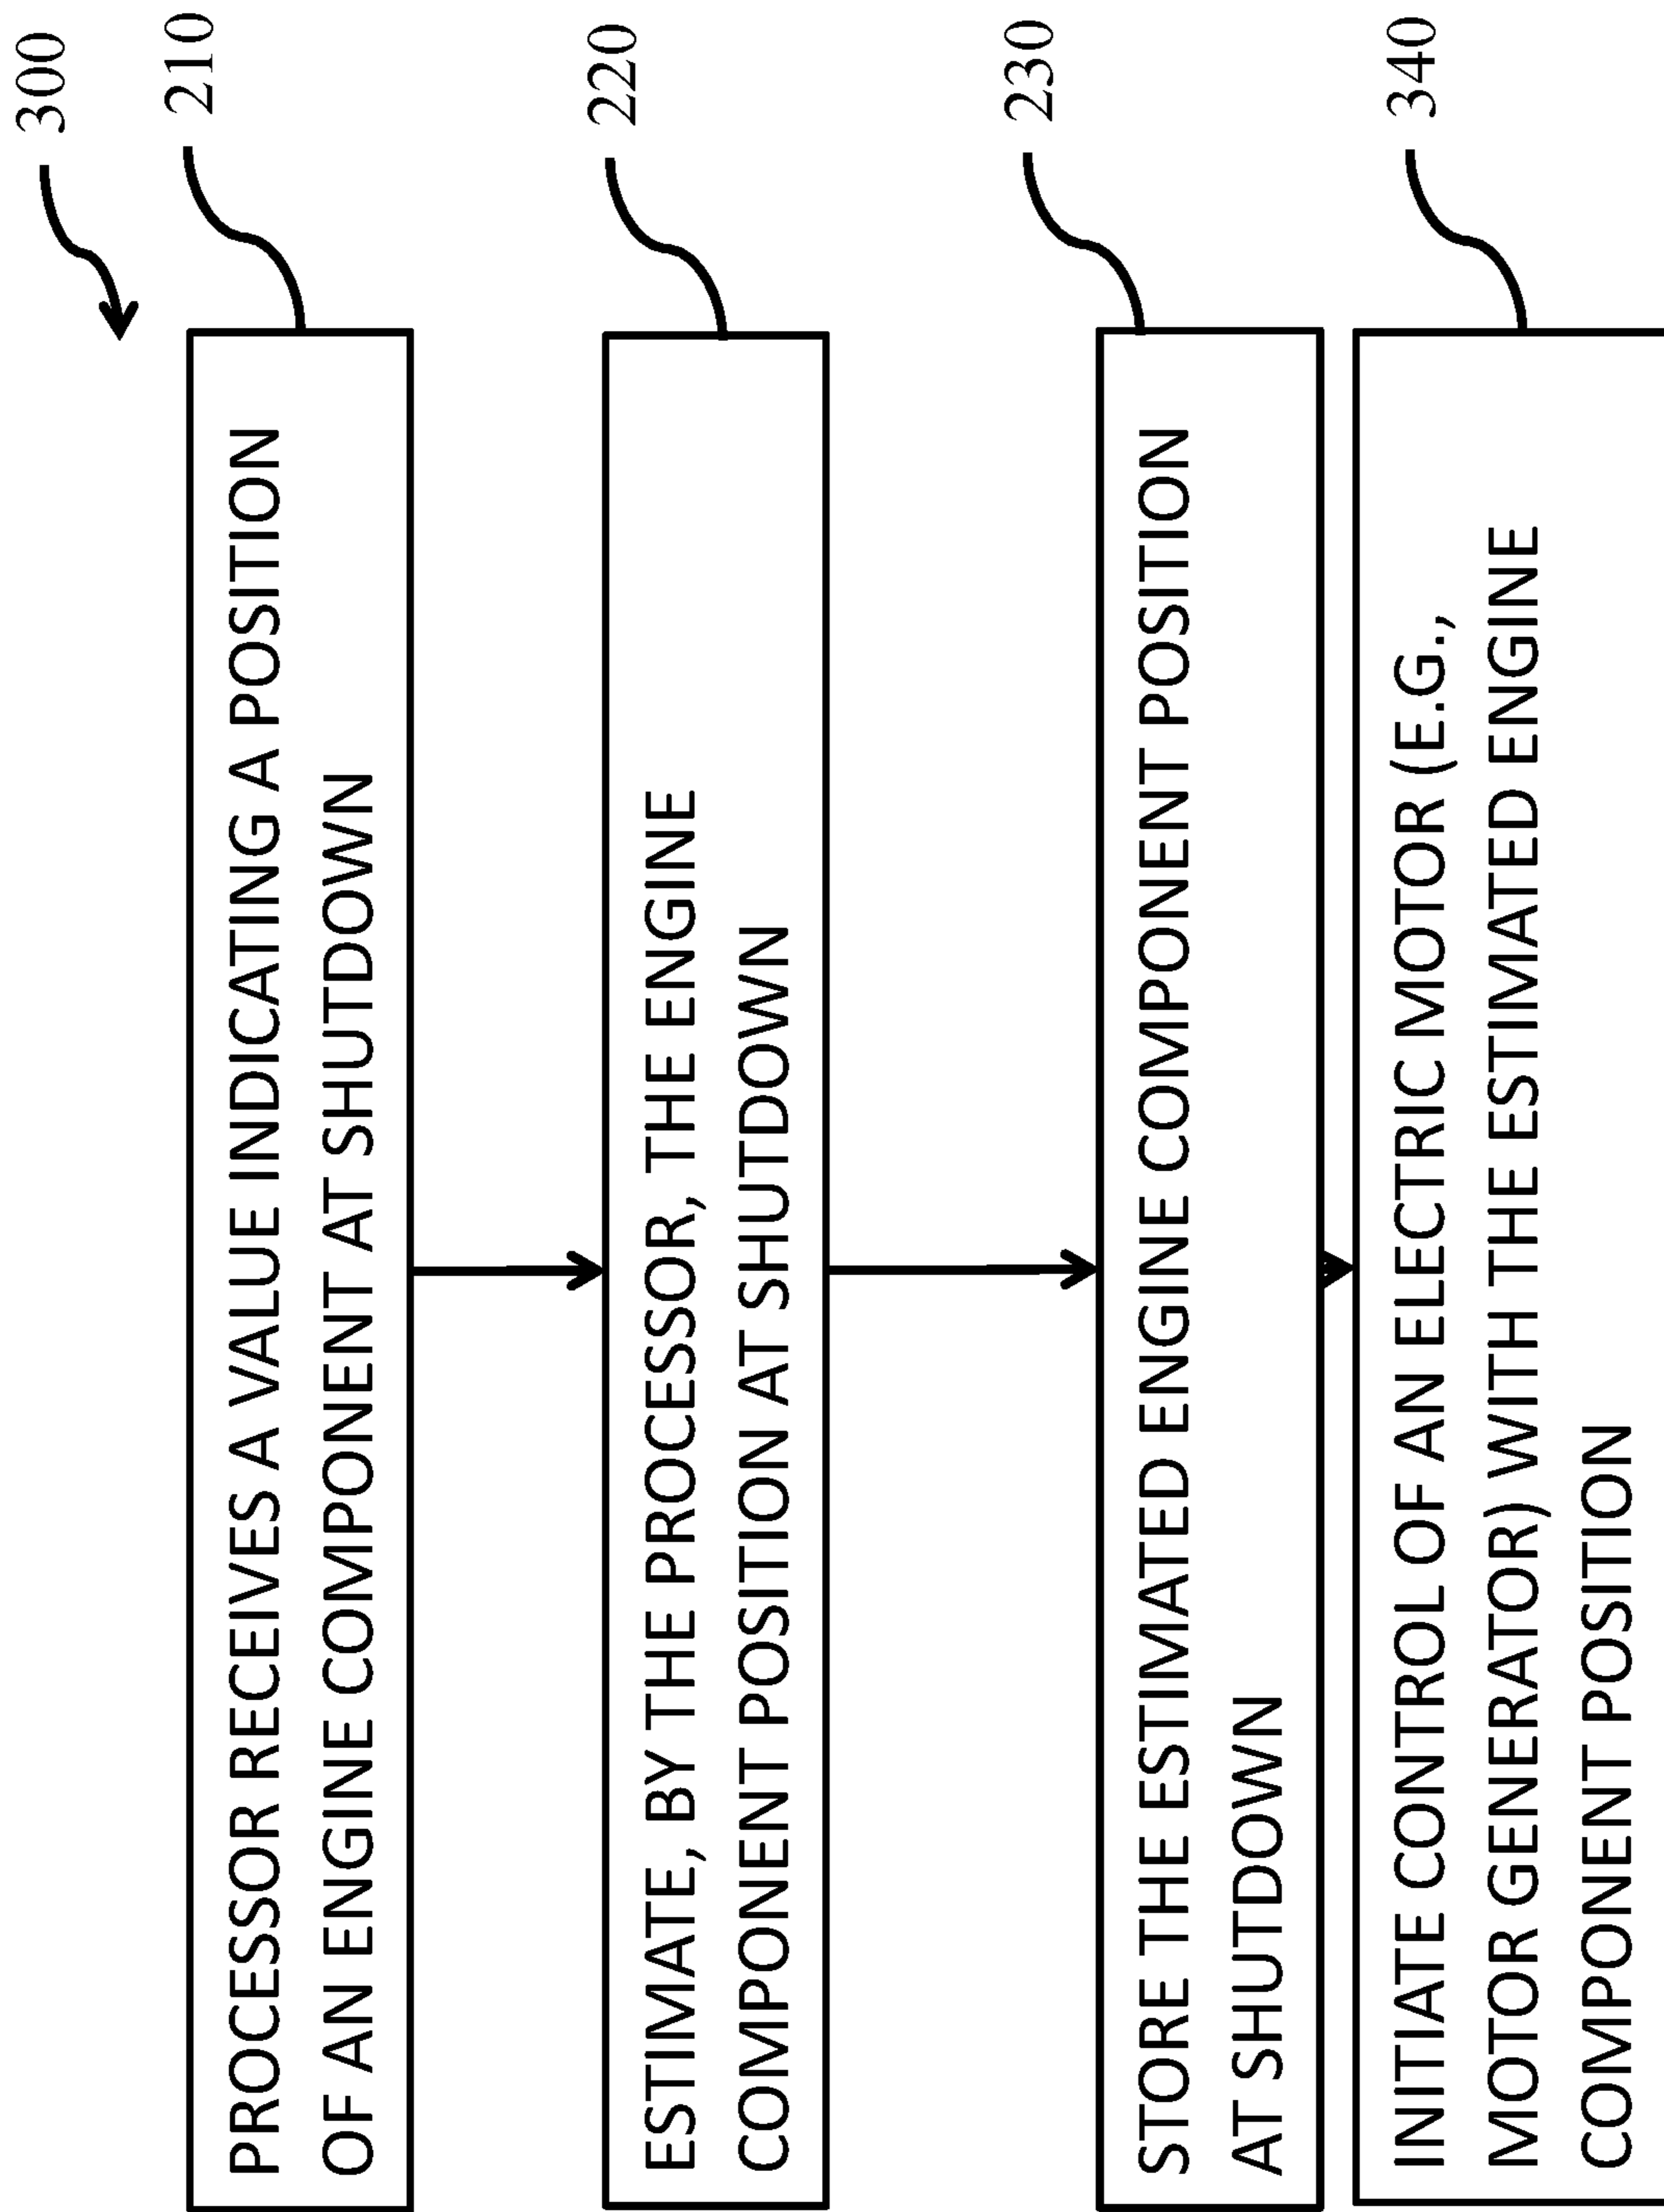 300
PROCESSOR RECEIVES A VALUE INDICATING A POSITION
OF AN ENGINE COMPONENT AT SHUTDOWN
210
ESTIMATE, BY THE PROCESSOR, THE ENGINE
COMPONENT POSITION AT SHUTDOWN
220
STORE THE ESTIMATED ENGINE COMPONENT POSITION
AT SHUTDOWN
230
INITIATE CONTROL OF AN ELECTRIC MOTOR (E.G.,
MOTOR GENERATOR) WITH THE ESTIMATED ENGINE
COMPONENT POSITION
340